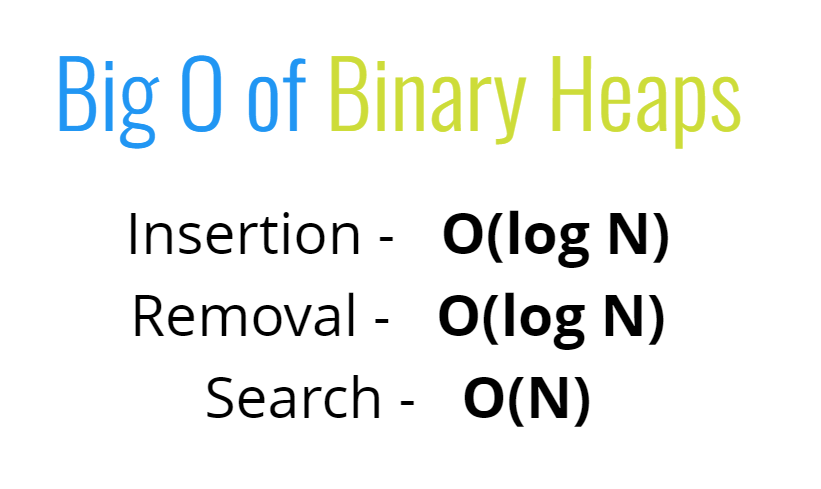 Big O of Binary Heaps
Insertion - O(log N)
Removal - O(log N)
Search - O(N)